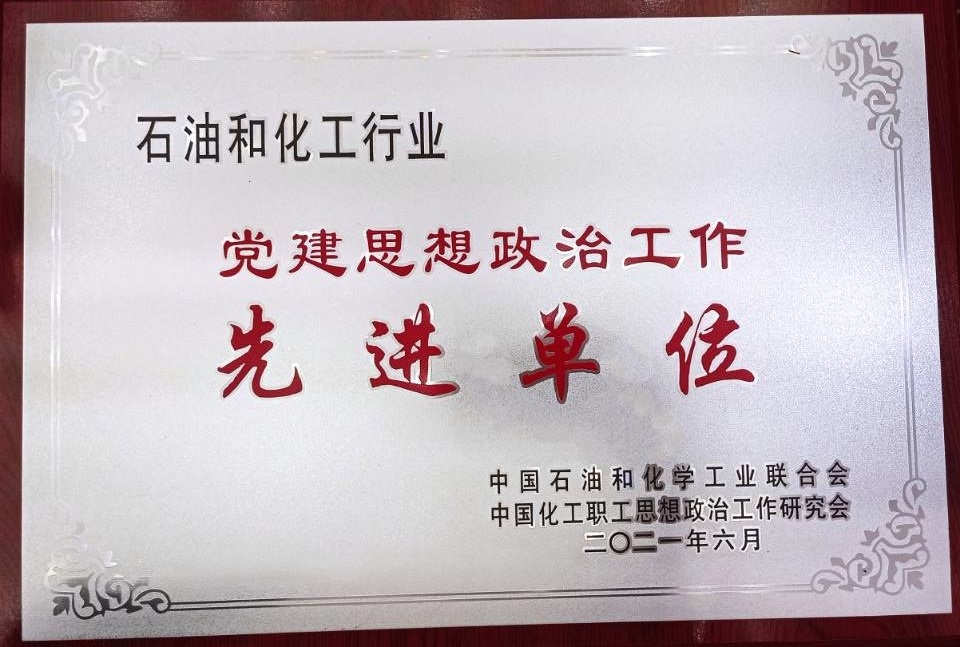 石油和化工行业
党建思想政治工作
先进单位
中国石油和化学工业联合会
中国化工职工思想政治工作研究会
二〇二一年六月